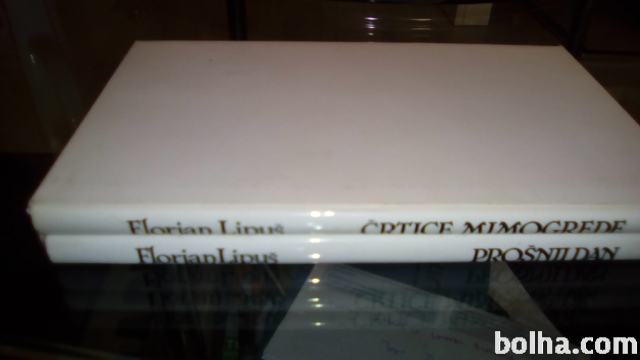 Florian Lipuš ČRTICE MIMOGREDE
Florian Lipuš PROŠNJI DAN
bolha.com